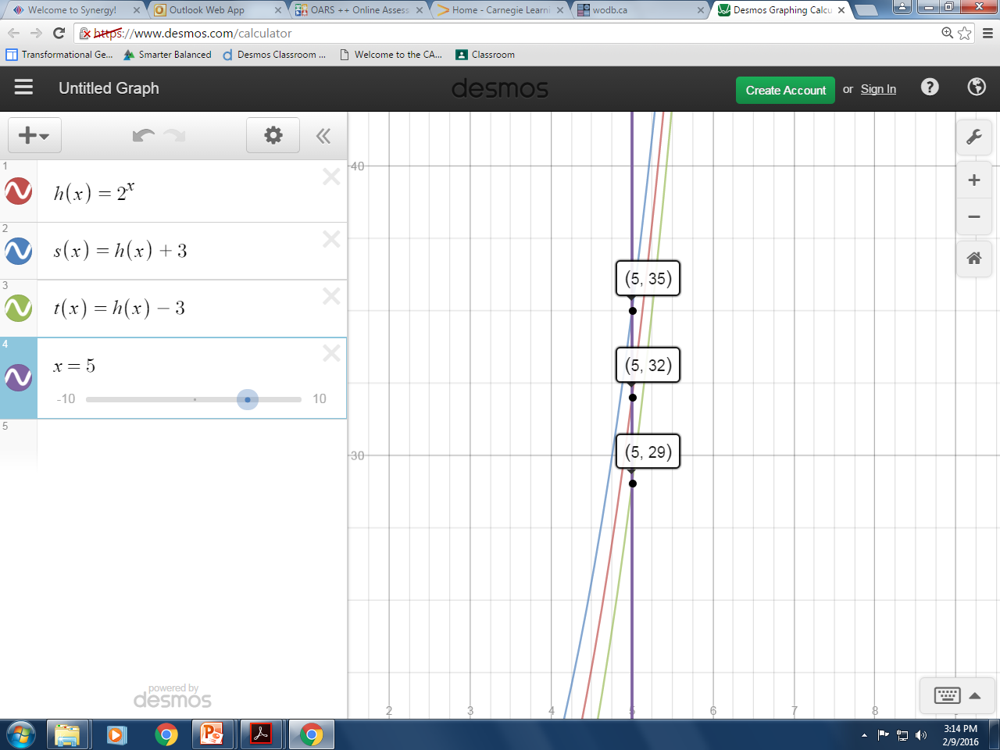 Welcome to Synergy!
Outlook Web App
OARS ++ Online Assess
Home - Carnegie Learni
wodb.ca
Desmos Graphing Calcu
https://www.desmos.com/calculator
Transformational Ge...
Smarter Balanced
Desmos Classroom ...
Welcome to the CA...
Classroom
Untitled Graph
desmos
Create Account
or
Sign In
1
h(x) = 2^x
2
s(x) = h(x) + 3
3
t(x) = h(x) − 3
4
x = 5
-10
10
5
powered by
desmos
40
(5, 35)
(5, 32)
30
(5, 29)
2
3
4
5
6
7
8
3:14 PM
2/9/2016